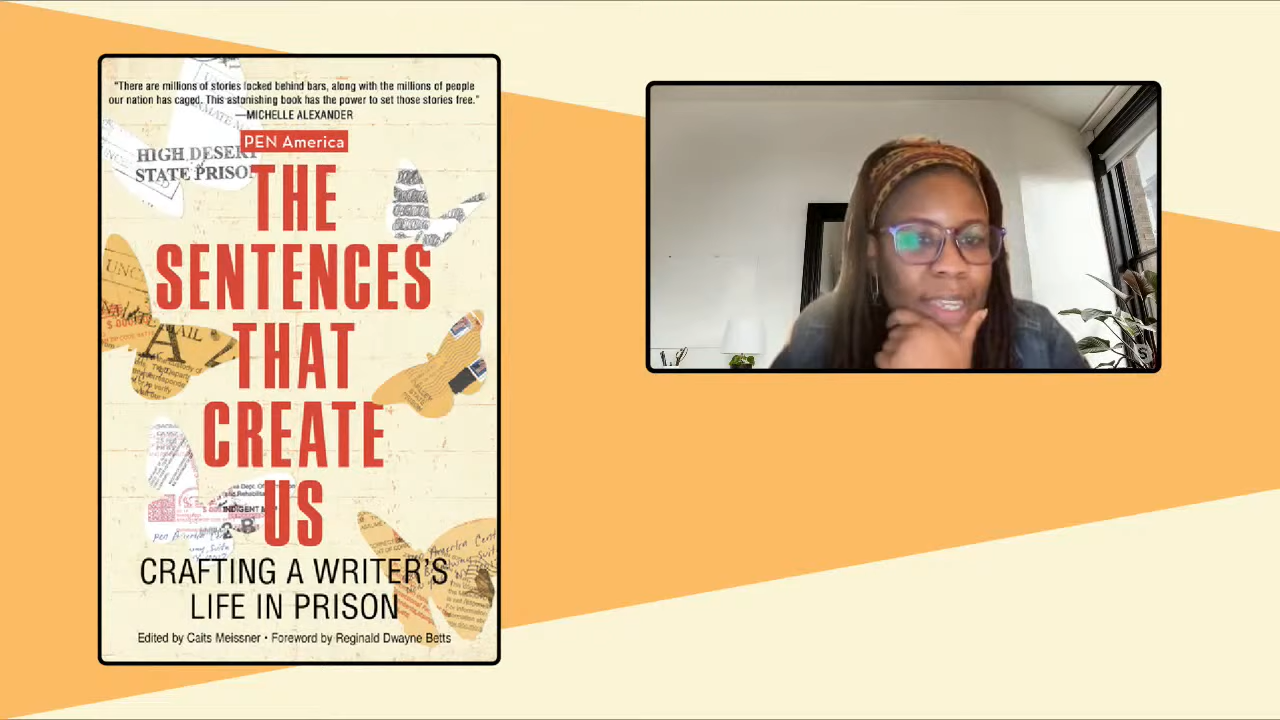 "There are millions of stories locked behind bars, along with the millions of people
our nation has caged. This astonishing book has the power to set those stories free."
—MICHELLE ALEXANDER
PEN America
HIGH DESERT
STATE PRISON
THE
SENTENCES
THAT
CREATE
US
CRAFTING A WRITER'S
LIFE IN PRISON
Edited by Caits Meissner • Foreword by Reginald Dwayne Betts